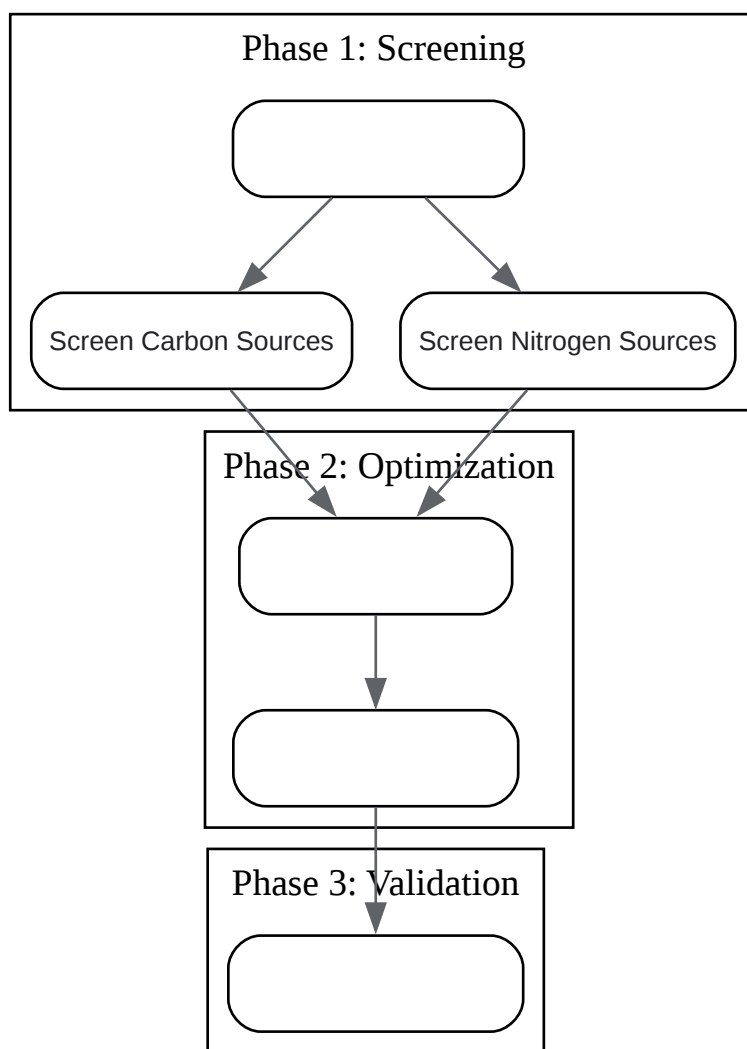 Phase 1: Screening
Screen Carbon Sources
Screen Nitrogen Sources
Phase 2: Optimization
Phase 3: Validation